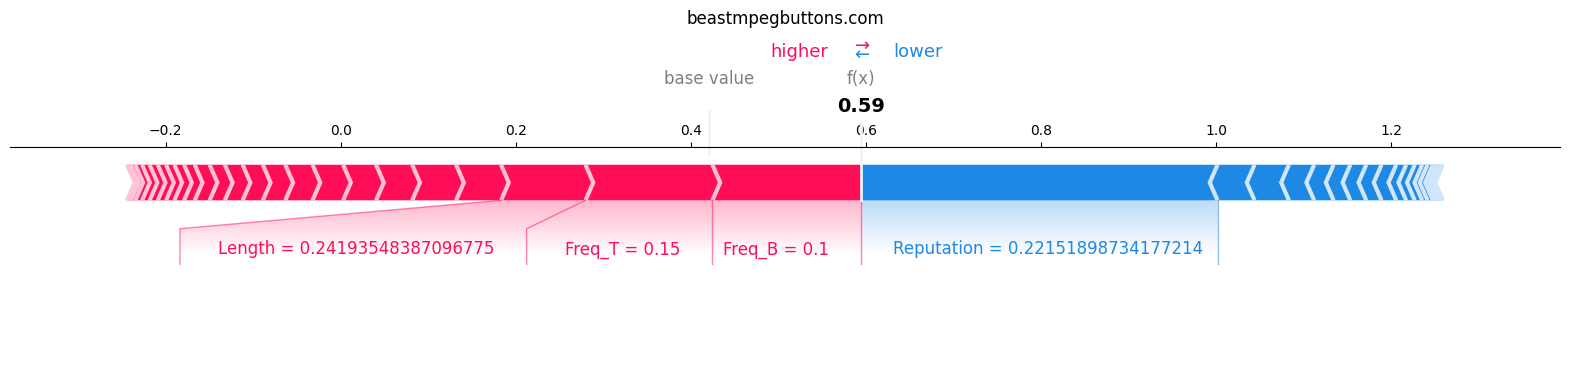 beastmpegbuttons.com
higher → ← lower
base value f(x)
0.59
−0.2 0.0 0.2 0.4 0.6 0.8 1.0 1.2
Length = 0.24193548387096775 Freq_T = 0.15 Freq_B = 0.1 Reputation = 0.22151898734177214